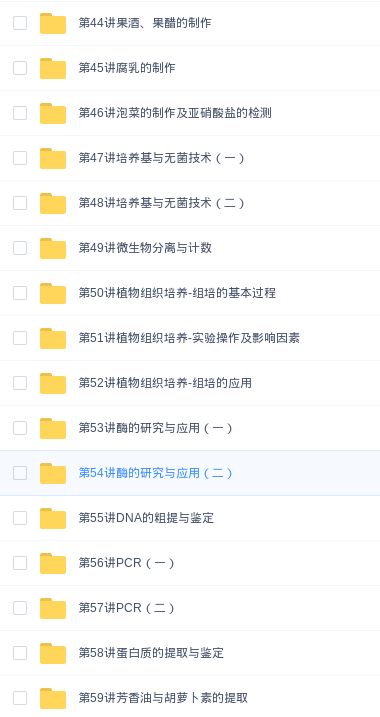 第44讲果酒、果醋的制作
第45讲腐乳的制作
第46讲泡菜的制作及亚硝酸盐的检测
第47讲培养基与无菌技术（一）
第48讲培养基与无菌技术（二）
第49讲微生物分离与计数
第50讲植物组织培养-组培的基本过程
第51讲植物组织培养-实验操作及影响因素
第52讲植物组织培养-组培的应用
第53讲酶的研究与应用（一）
第54讲酶的研究与应用（二）
第55讲DNA的粗提与鉴定
第56讲PCR（一）
第57讲PCR（二）
第58讲蛋白质的提取与鉴定
第59讲芳香油与胡萝卜素的提取